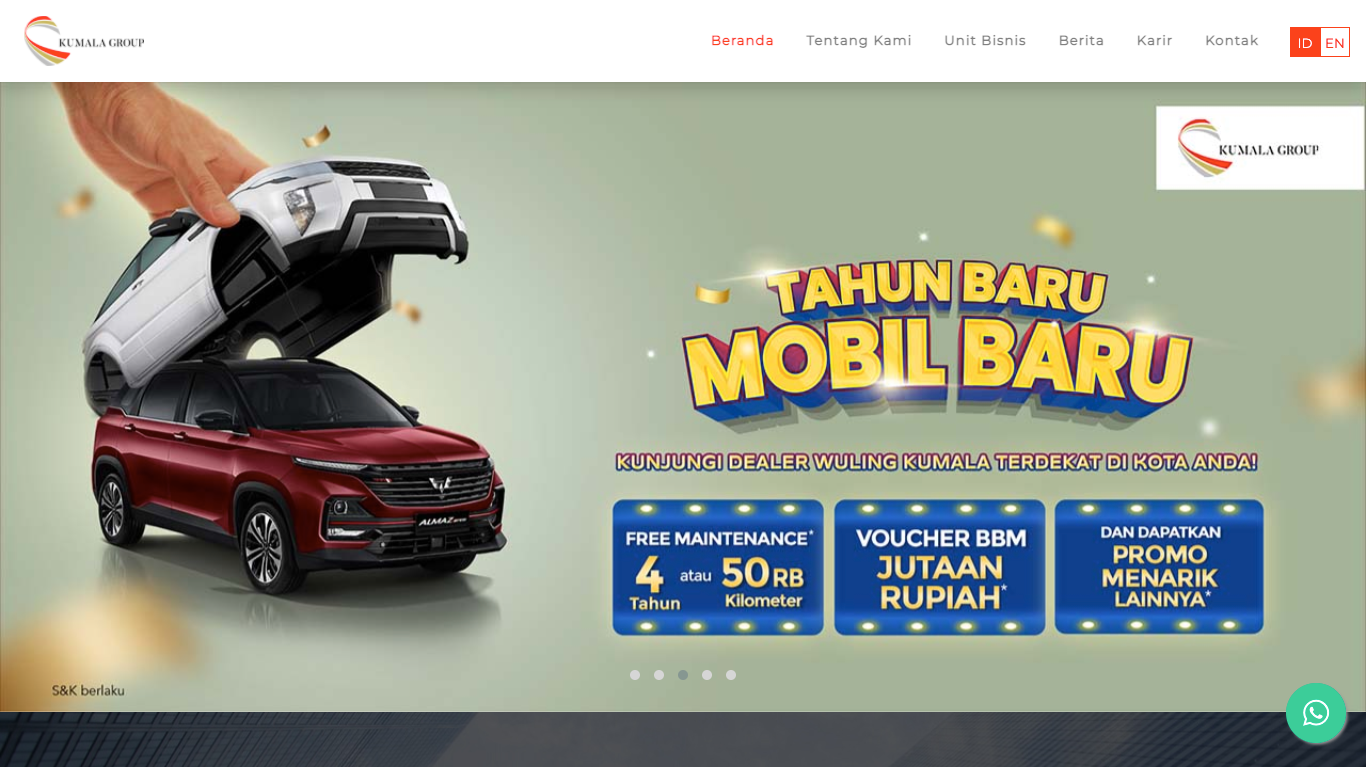 KUMALA GROUP
Beranda
Tentang Kami
Unit Bisnis
Berita
Karir
Kontak
ID
EN
KUMALA GROUP
TAHUN BARU
MOBIL BARU
KUNJUNGI DEALER WULING KUMALA TERDEKAT DI KOTA ANDA!
FREE MAINTENANCE*
4 atau 50 RB
Tahun Kilometer
VOUCHER BBM
JUTAAN
RUPIAH*
DAN DAPATKAN
PROMO
MENARIK
LAINNYA*
ALMAZ
S&K berlaku